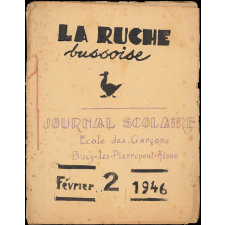 LA RUCHE
bussoise
JOURNAL SCOLAIRE
Ecole des Garçons
Bucy-les-Pierrepont-Aisne
Février 2 1946